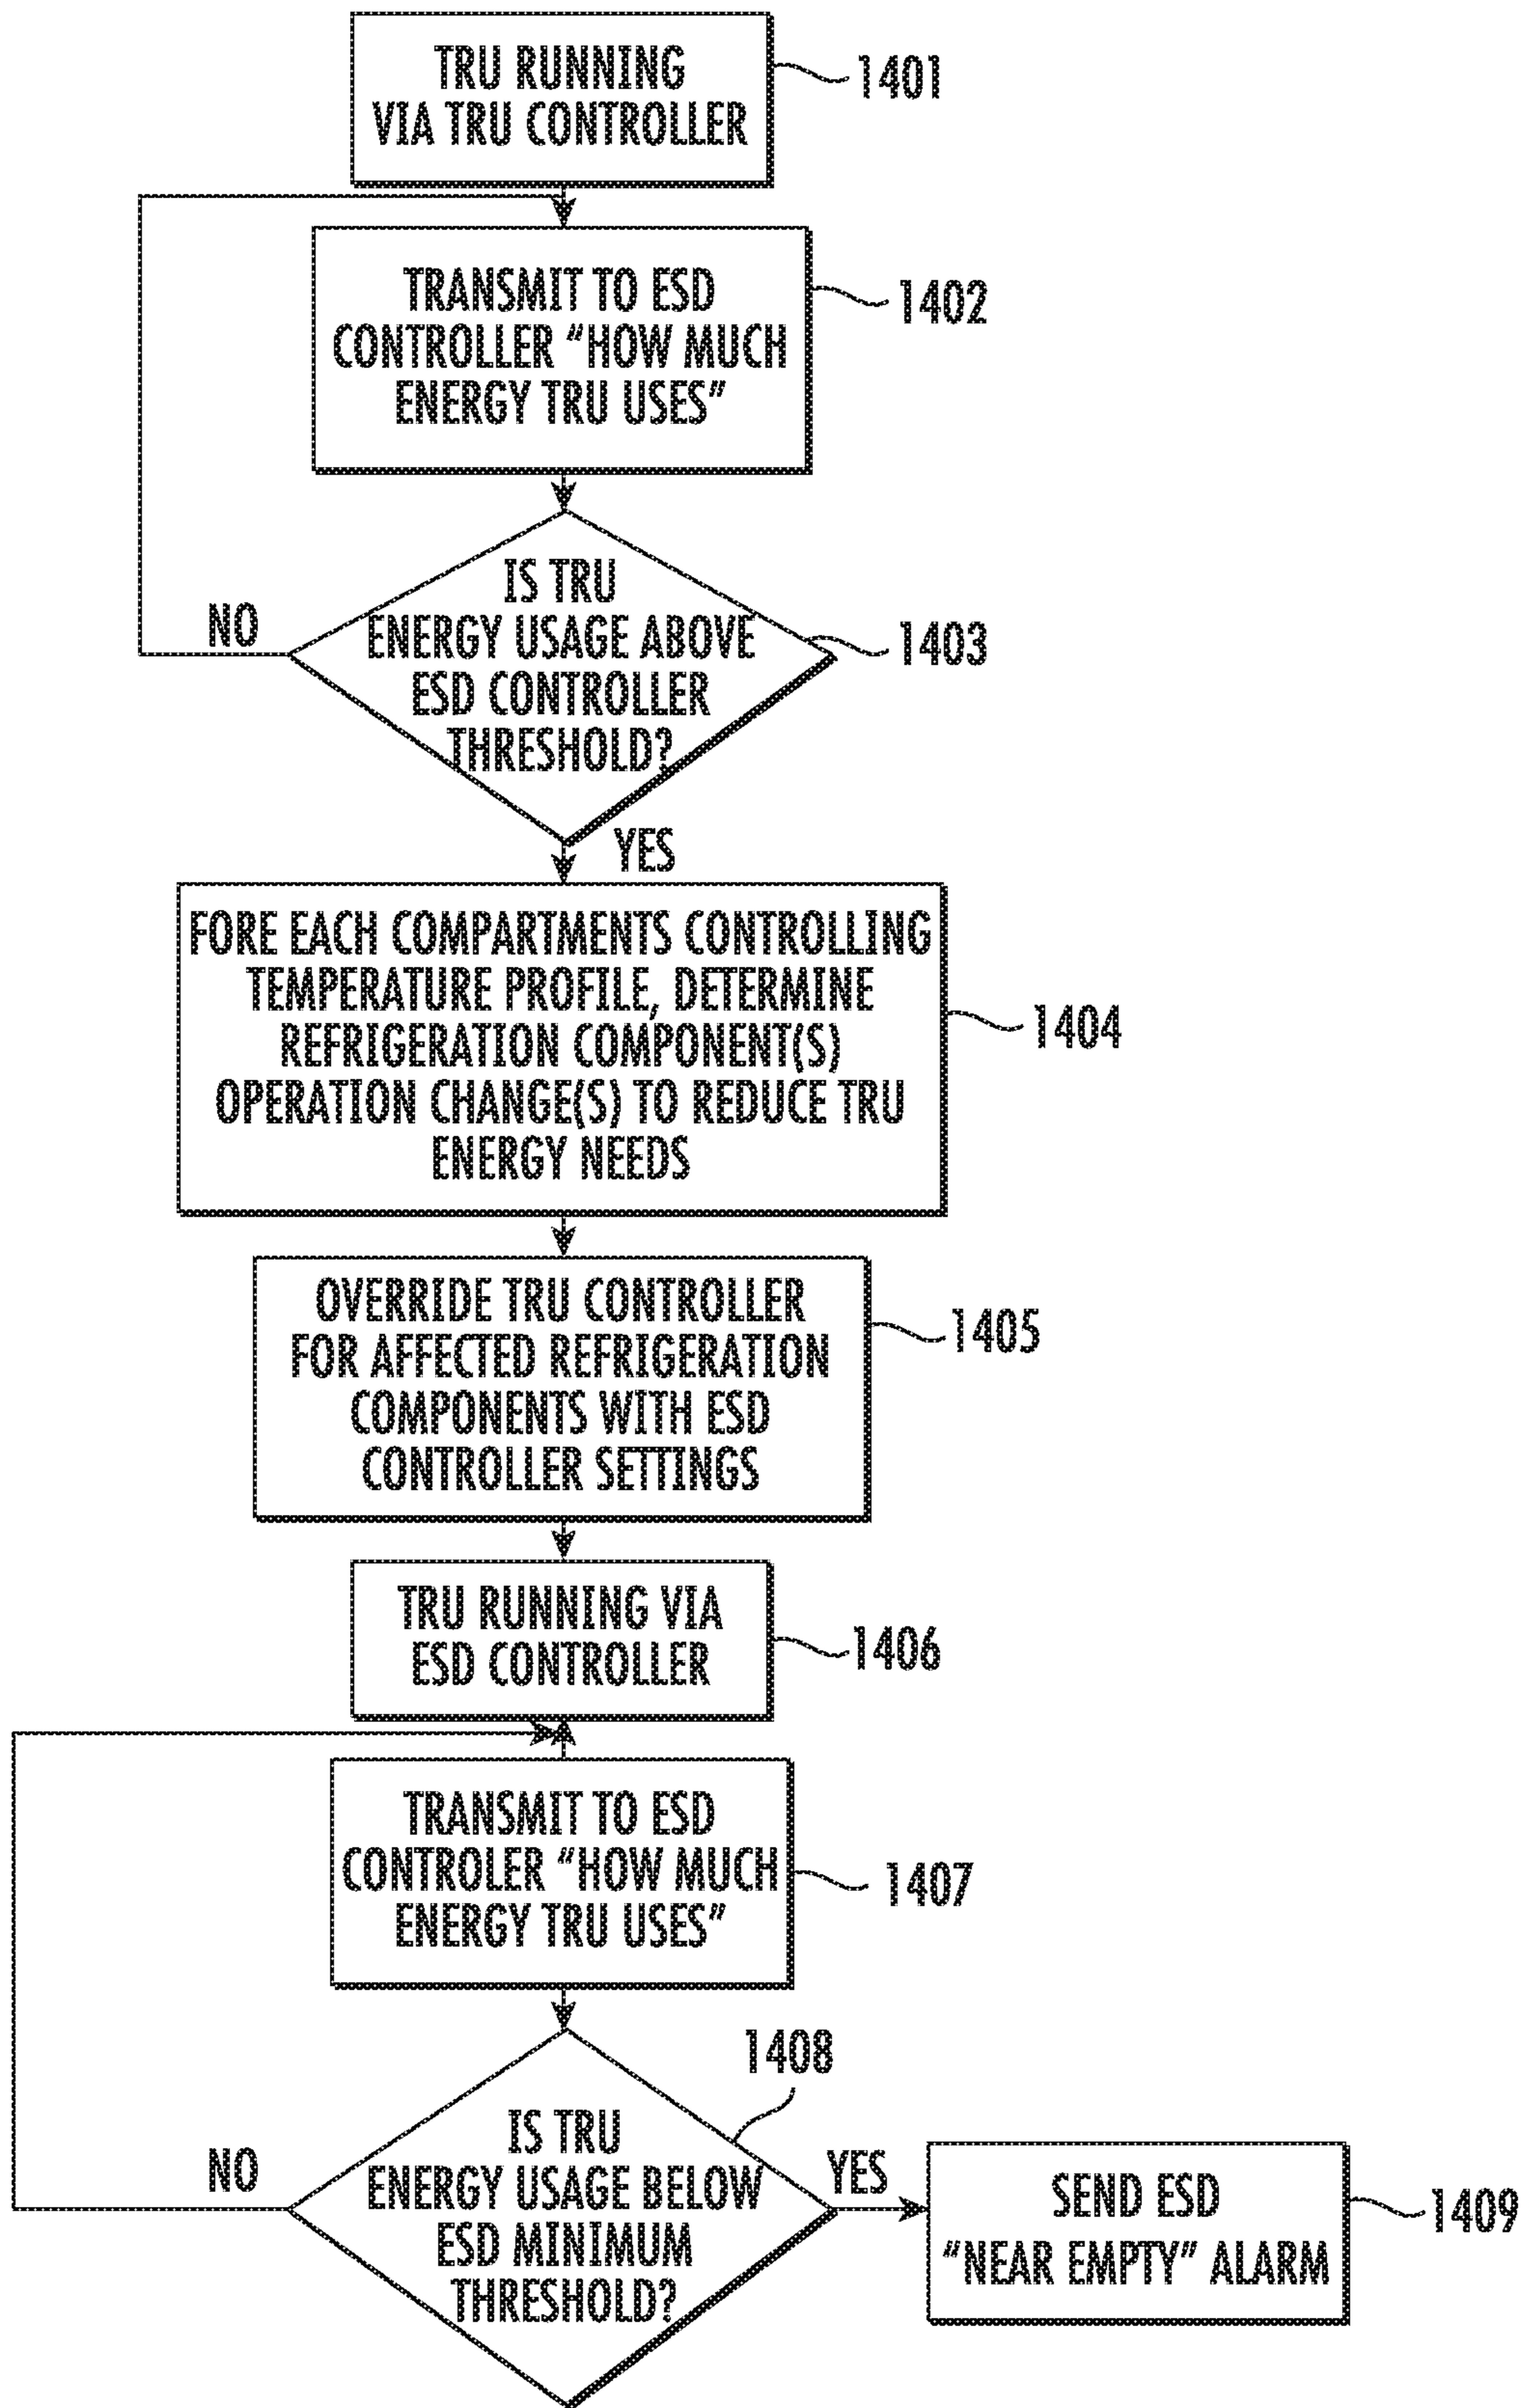 TRU RUNNING
VIA TRU CONTROLLER
1401
TRANSMIT TO ESD
CONTROLLER "HOW MUCH
ENERGY TRU USES"
1402
IS TRU
ENERGY USAGE ABOVE
ESD CONTROLLER
THRESHOLD?
1403
NO
YES
FORE EACH COMPARTMENTS CONTROLLING
TEMPERATURE PROFILE, DETERMINE
REFRIGERATION COMPONENT(S)
OPERATION CHANGE(S) TO REDUCE TRU
ENERGY NEEDS
1404
OVERRIDE TRU CONTROLLER
FOR AFFECTED REFRIGERATION
COMPONENTS WITH ESD
CONTROLLER SETTINGS
1405
TRU RUNNING VIA
ESD CONTROLLER
1406
TRANSMIT TO ESD
CONTROLER "HOW MUCH
ENERGY TRU USES"
1407
1408
IS TRU
ENERGY USAGE BELOW
ESD MINIMUM
THRESHOLD?
NO
YES
SEND ESD
"NEAR EMPTY" ALARM
1409